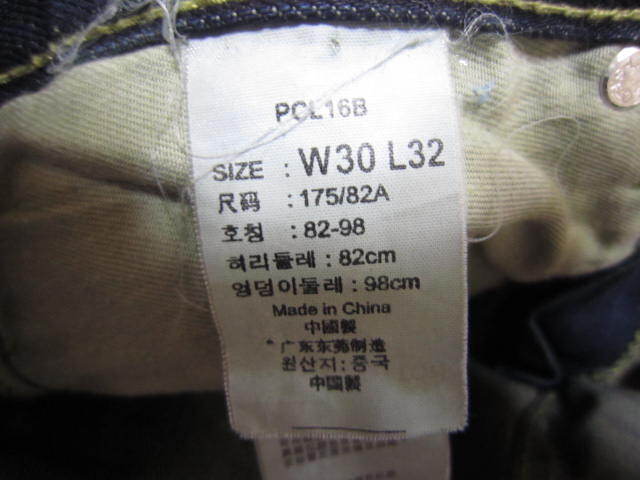 PCL16B
SIZE : W30 L32
尺码 : 175/82A
호칭 : 82-98
허리둘레 : 82cm
엉덩이둘레 : 98cm
Made in China
中國製
*广东东莞制造
원산지:중국
中國製